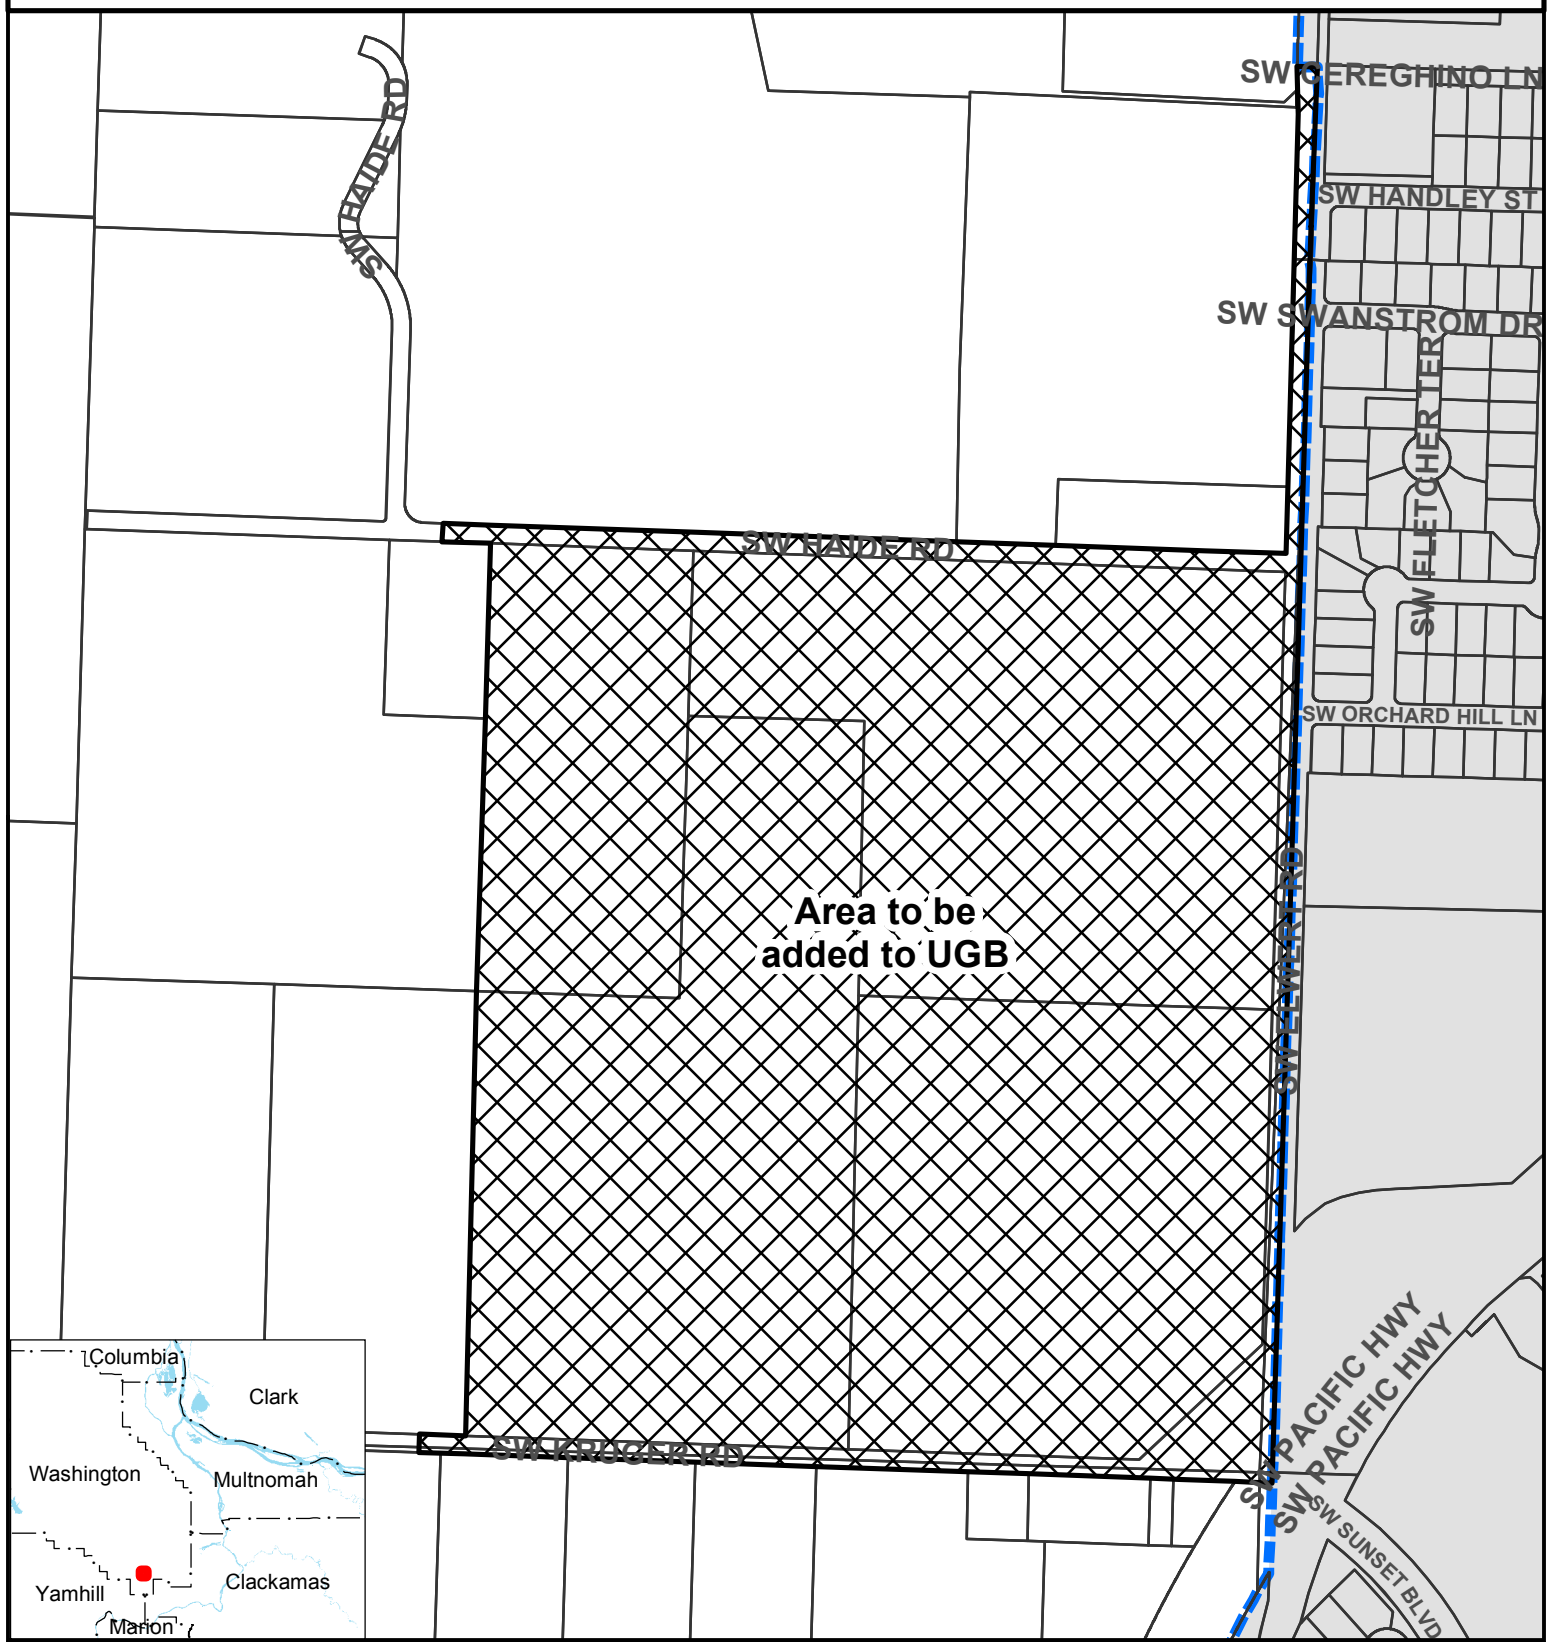 SW CEREGHINO LN
SW HAIDE RD
SW HANDLEY ST
SW SWANSTROM DR
SW FLETCHER TER
SW HAIDE RD
SW ORCHARD HILL LN
Area to be
added to UGB
SW ELWERT RD
SW PACIFIC HWY
SW PACIFIC HWY
SW KRUGER RD
SW SUNSET BLVD
Columbia
Clark
Washington
Multnomah
Yamhill
Clackamas
Marion